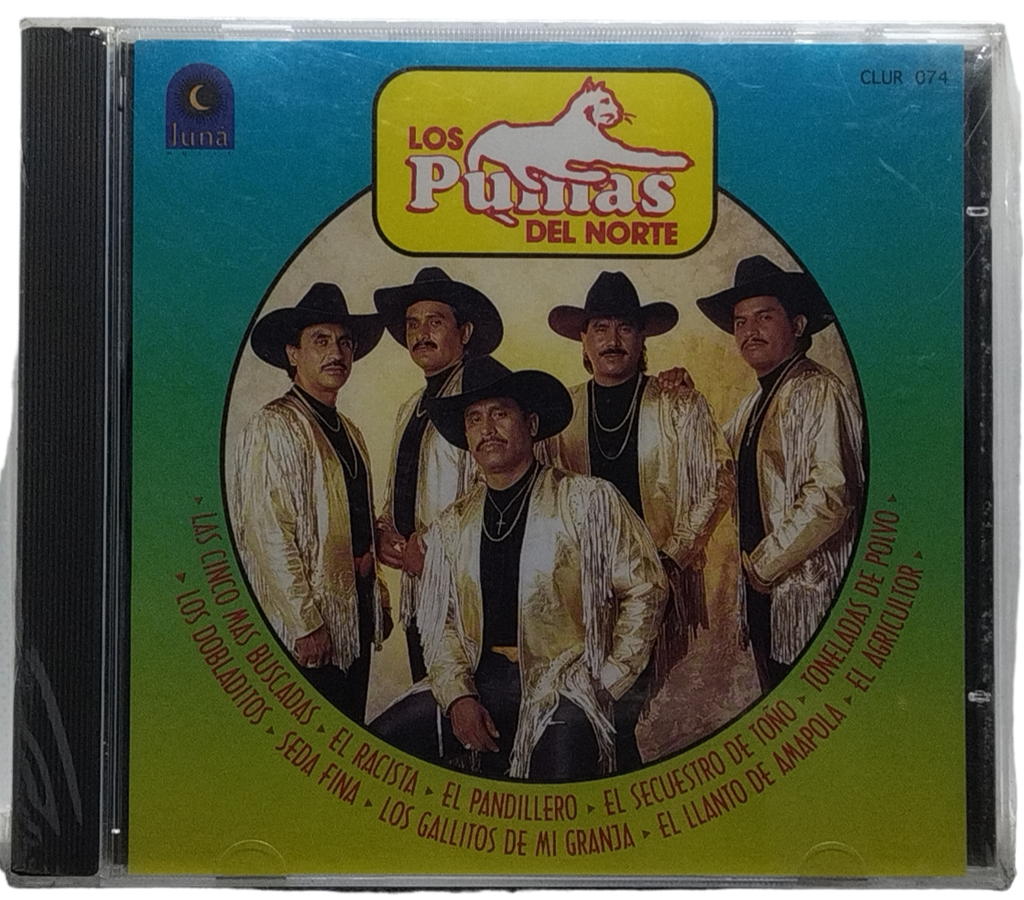 luna
CLUR 074
LOS
Pumas
DEL NORTE
LAS CINCO MAS BUSCADAS ▸ EL RACISTA ▸ EL PANDILLERO ▸ EL SECUESTRO DE TOÑO ▸ TONELADAS DE POLVO
LOS DOBLADITOS ▸ SEDA FINA ▸ LOS GALLITOS DE MI GRANJA ▸ EL LLANTO DE AMAPOLA ▸ EL AGRICULTOR